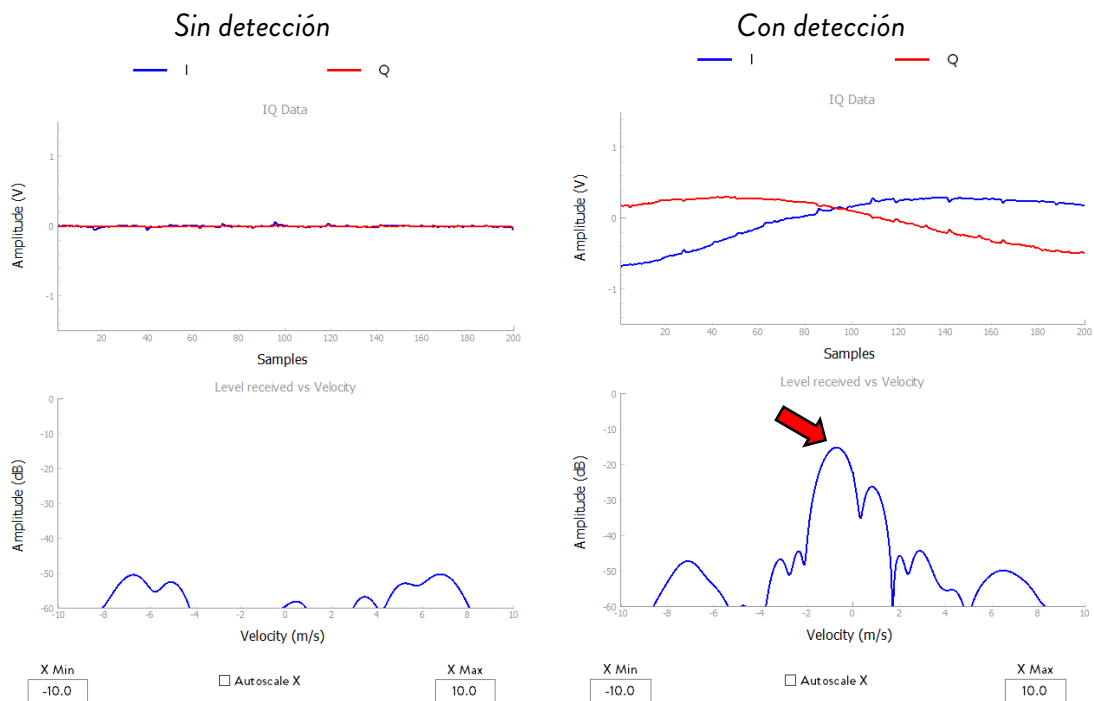 Sin detección
I Q
IQ Data
Amplitude (V)
1
0
-1
20 40 60 80 100 120 140 160 180 200
Samples
Level received vs Velocity
Amplitude (dB)
0
-10
-20
-30
-40
-50
-60
-10 -8 -6 -4 -2 0 2 4 6 8 10
Velocity (m/s)
X Min
-10.0
Autoscale X
X Max
10.0
Con detección
I Q
IQ Data
Amplitude (V)
1
0
-1
20 40 60 80 100 120 140 160 180 200
Samples
Level received vs Velocity
Amplitude (dB)
0
-10
-20
-30
-40
-50
-60
-10 -8 -6 -4 -2 0 2 4 6 8 10
Velocity (m/s)
X Min
-10.0
Autoscale X
X Max
10.0